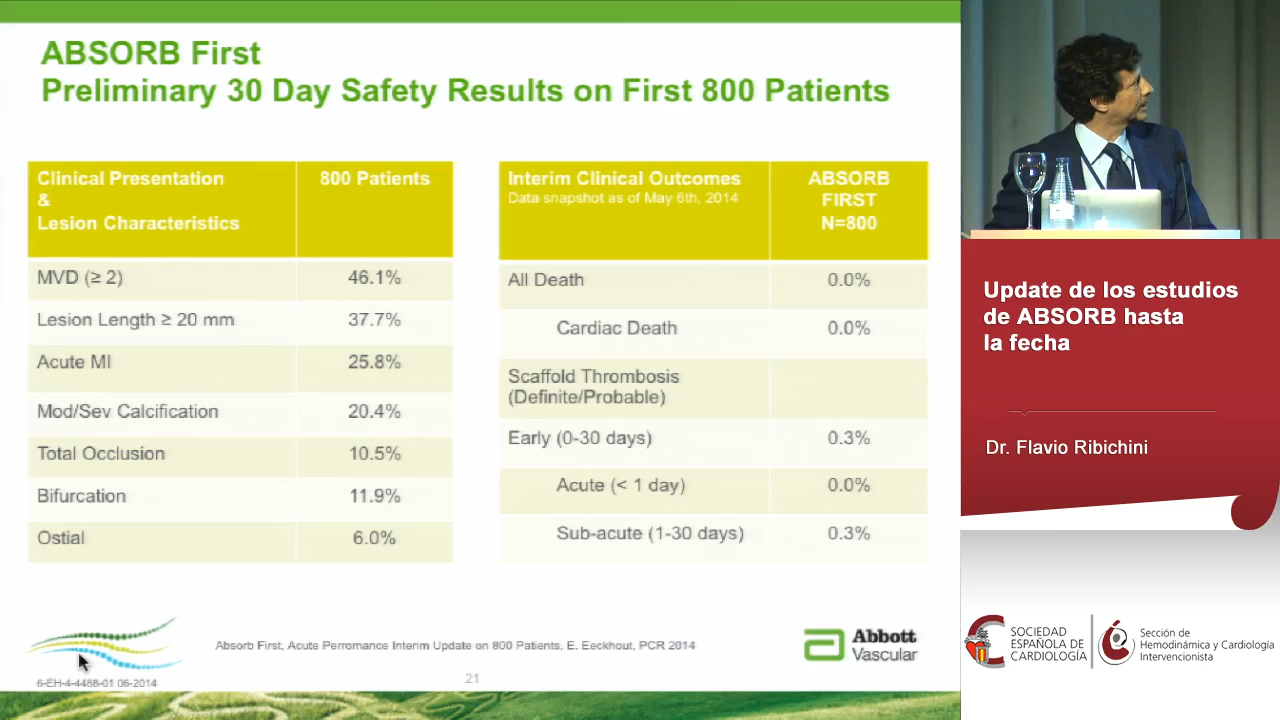 ABSORB First
Preliminary 30 Day Safety Results on First 800 Patients
Clinical Presentation
&
Lesion Characteristics
800 Patients
MVD (≥ 2) 46.1%
Lesion Length ≥ 20 mm 37.7%
Acute MI 25.8%
Mod/Sev Calcification 20.4%
Total Occlusion 10.5%
Bifurcation 11.9%
Ostial 6.0%
Interim Clinical Outcomes
Data snapshot as of May 6th, 2014
ABSORB
FIRST
N=800
All Death 0.0%
Cardiac Death 0.0%
Scaffold Thrombosis
(Definite/Probable)
Early (0-30 days) 0.3%
Acute (< 1 day) 0.0%
Sub-acute (1-30 days) 0.3%
Absorb First, Acute Perromance Interim Update on 800 Patients, E. Eeckhout, PCR 2014
Abbott
Vascular
6-EH-4-4488-01 06-2014
21
Update de los estudios
de ABSORB hasta
la fecha
Dr. Flavio Ribichini
SOCIEDAD
ESPAÑOLA DE
CARDIOLOGÍA
Sección de
Hemodinámica y Cardiología
Intervencionista